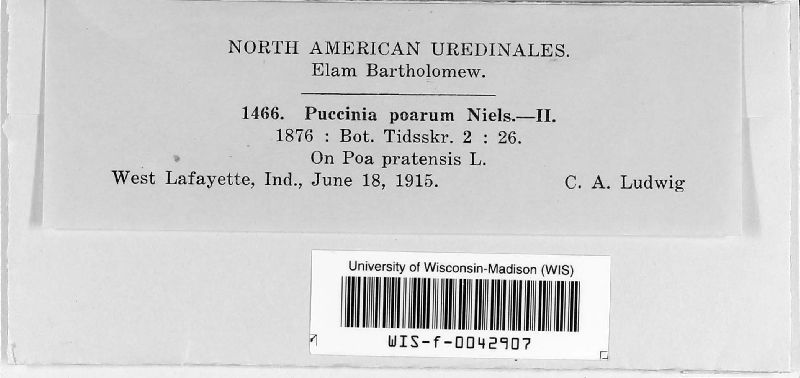 NORTH AMERICAN UREDINALES.
Elam Bartholomew.
1466. Puccinia poarum Niels.—II.
1876 : Bot. Tidsskr. 2 : 26.
On Poa pratensis L.
West Lafayette, Ind., June 18, 1915. C. A. Ludwig
University of Wisconsin-Madison (WIS)
WIS-f-0042907